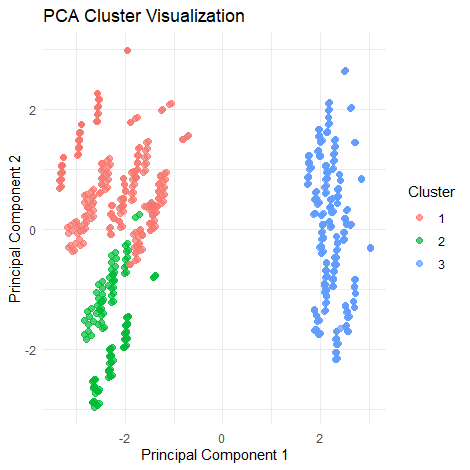 PCA Cluster Visualization
2
0
-2
Principal Component 2
-2
0
2
Principal Component 1
Cluster
1
2
3